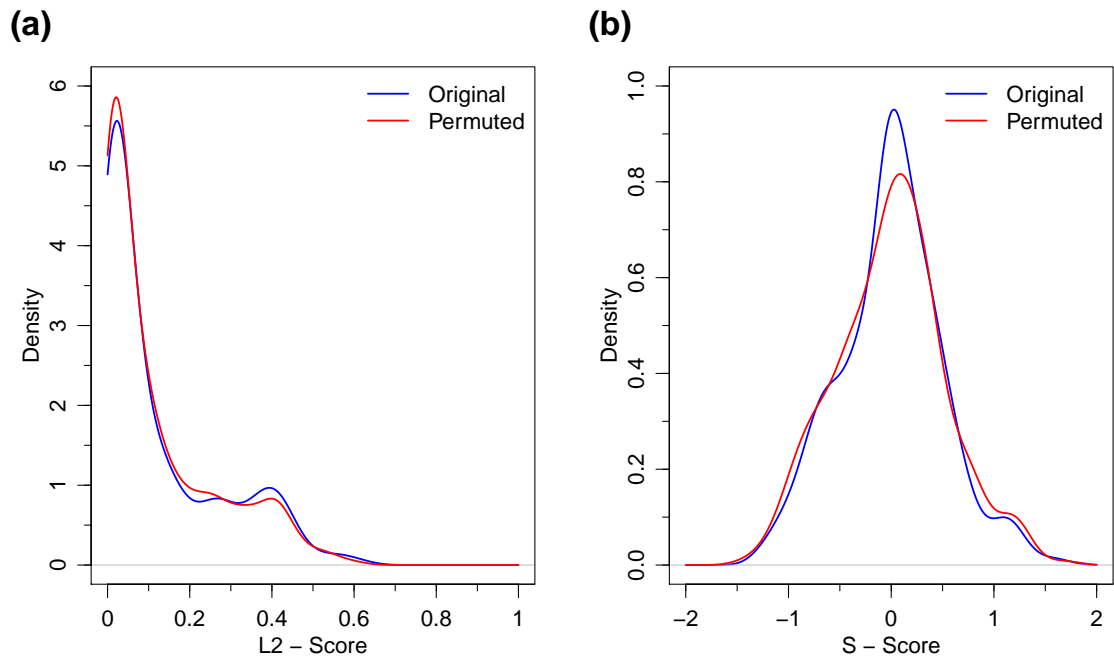 (a)
Original
Permuted
Density
0 1 2 3 4 5 6
0 0.2 0.4 0.6 0.8 1
L2 − Score
(b)
Original
Permuted
Density
0.0 0.2 0.4 0.6 0.8 1.0
−2 −1 0 1 2
S − Score